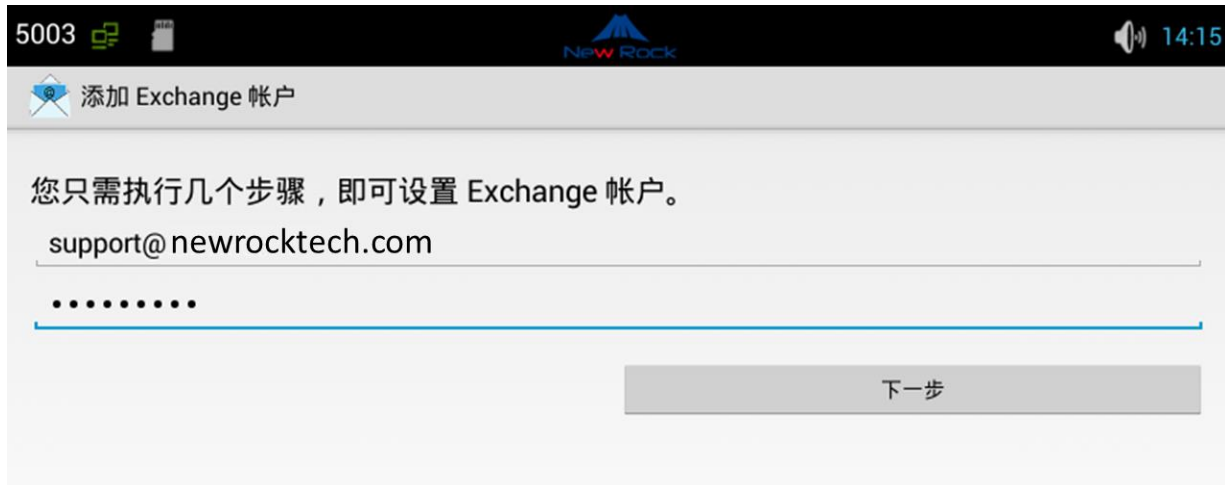 5003
New Rock
14:15
添加 Exchange 帐户
您只需执行几个步骤，即可设置 Exchange 帐户。
support@newrocktech.com
•••••••••
下一步